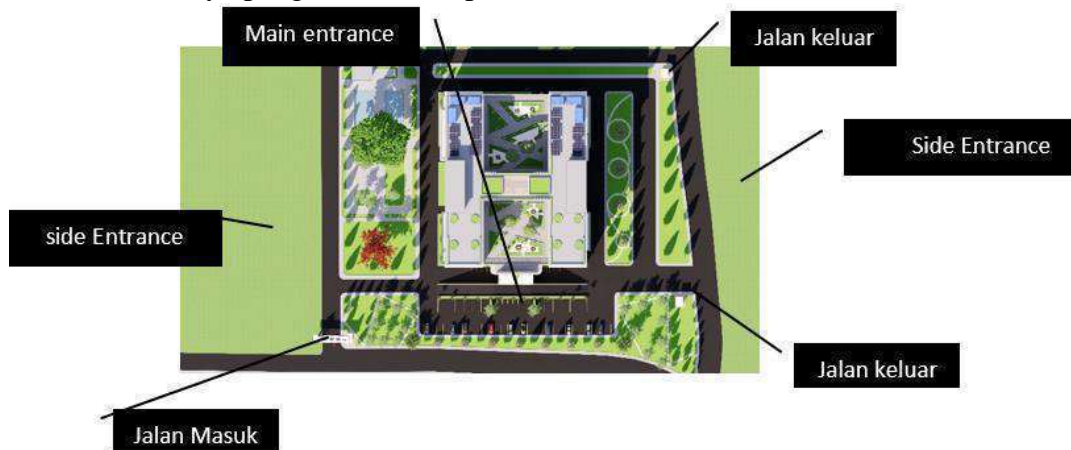 Main entrance
Jalan keluar
Side Entrance
side Entrance
Jalan keluar
Jalan Masuk